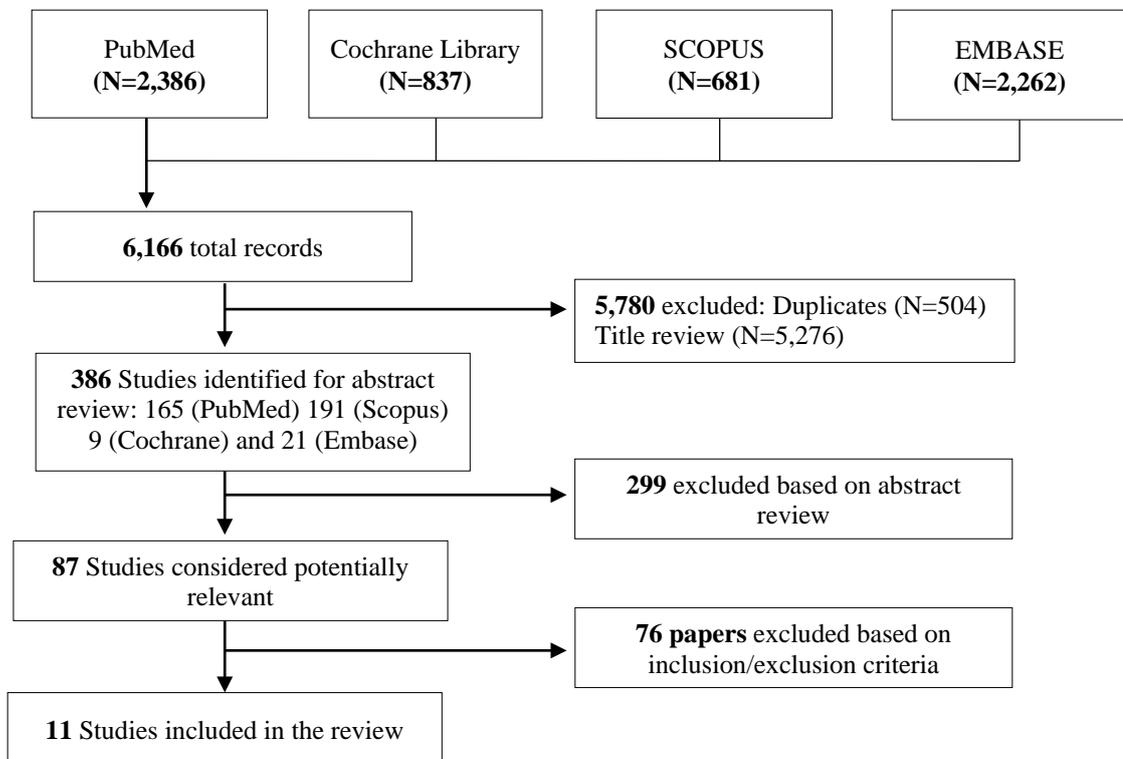 PubMed
(N=2,386)
Cochrane Library
(N=837)
SCOPUS
(N=681)
EMBASE
(N=2,262)
6,166 total records
5,780 excluded: Duplicates (N=504)
Title review (N=5,276)
386 Studies identified for abstract
review: 165 (PubMed) 191 (Scopus)
9 (Cochrane) and 21 (Embase)
299 excluded based on abstract
review
87 Studies considered potentially
relevant
76 papers excluded based on
inclusion/exclusion criteria
11 Studies included in the review